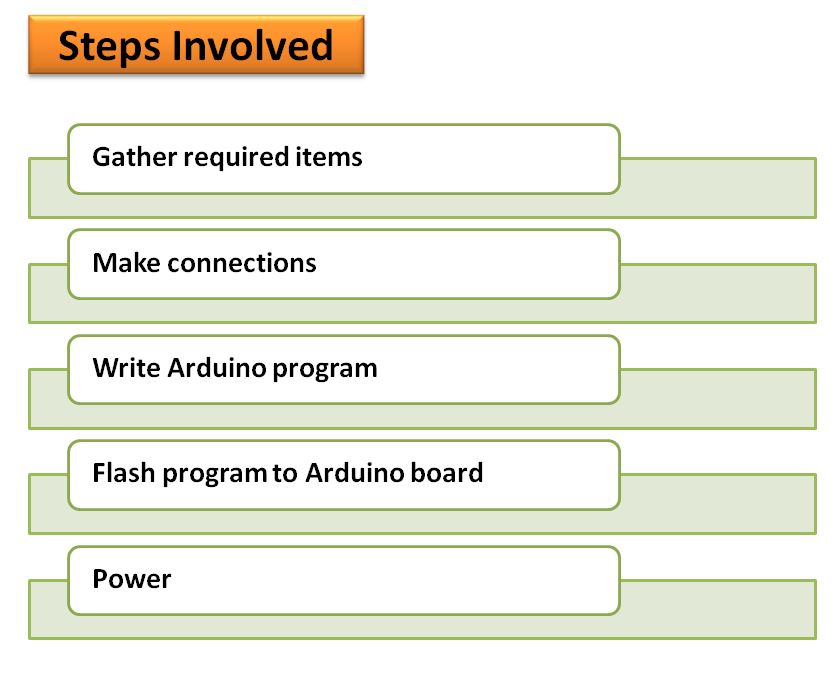 Steps Involved
Gather required items
Make connections
Write Arduino program
Flash program to Arduino board
Power